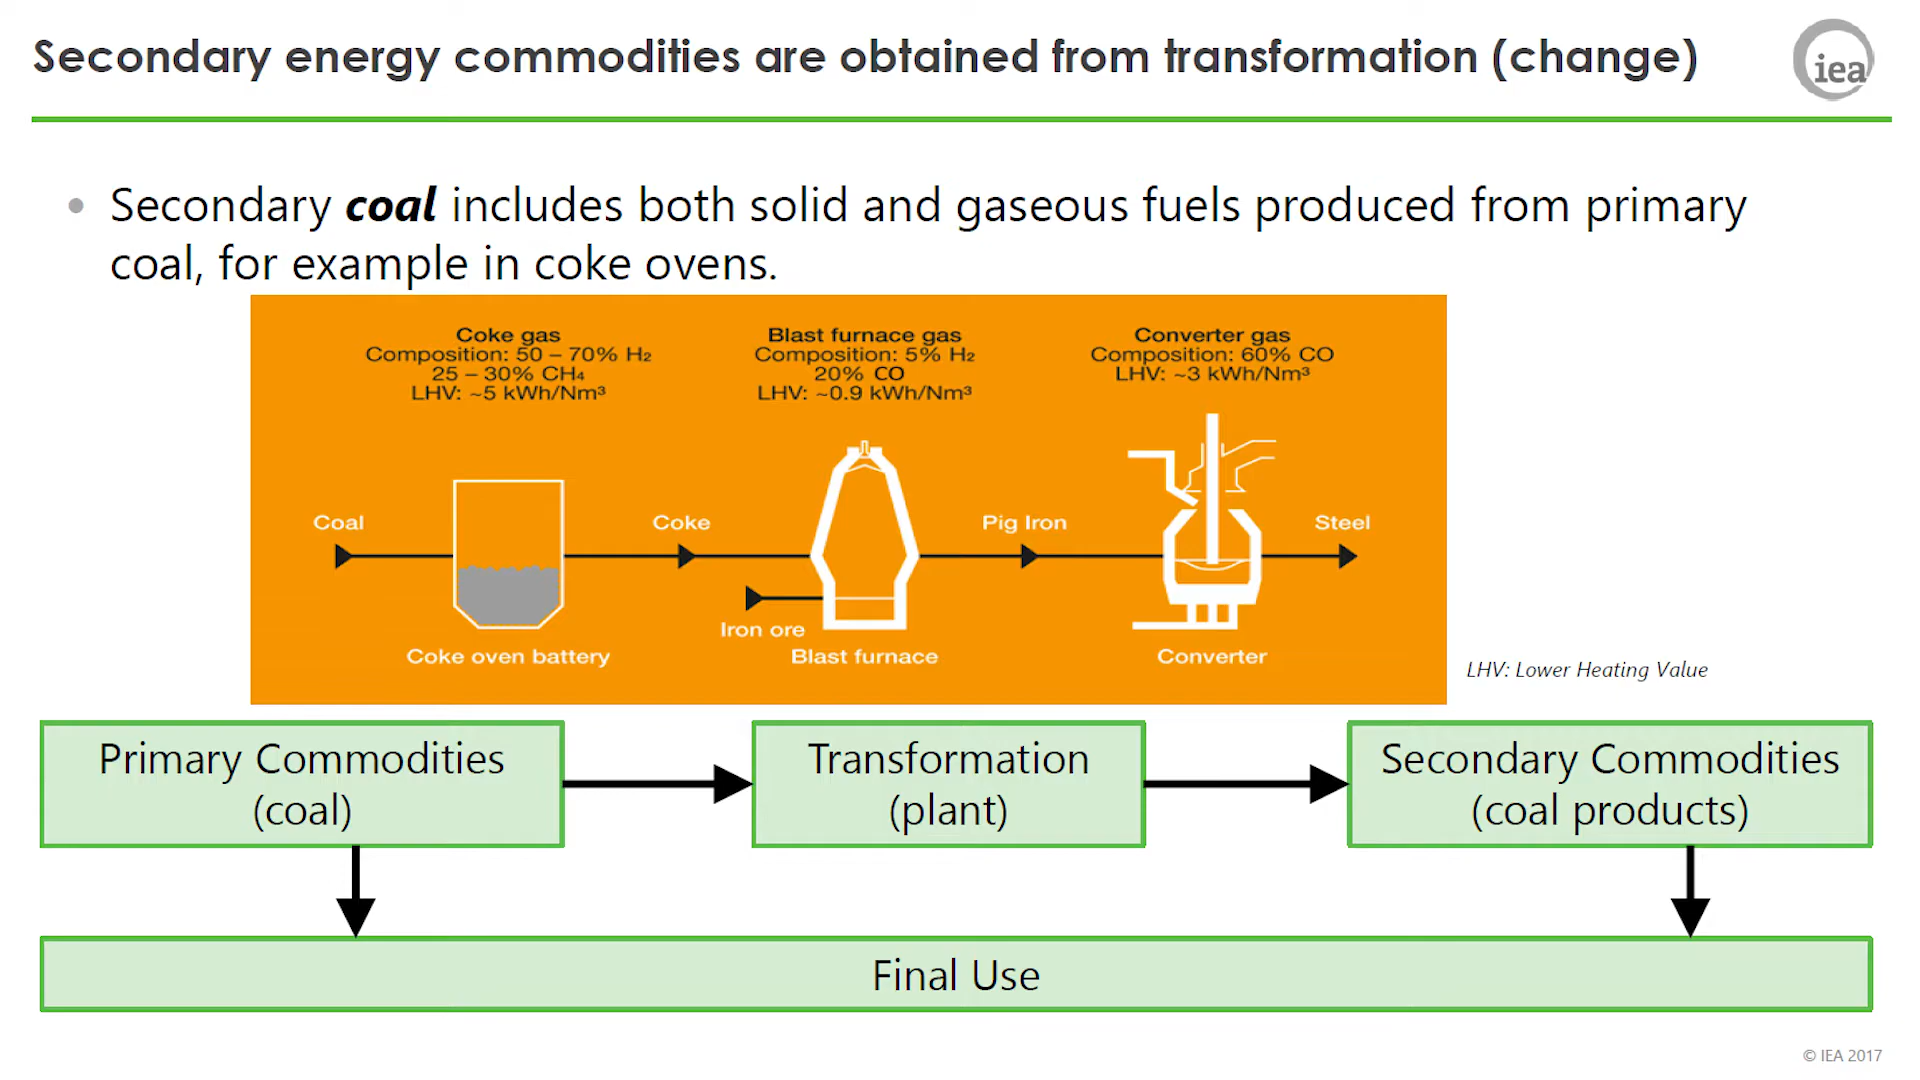 Secondary energy commodities are obtained from transformation (change)
iea
• Secondary coal includes both solid and gaseous fuels produced from primary
coal, for example in coke ovens.
Coke gas
Composition: 50 – 70% H₂
25 – 30% CH₄
LHV: ~5 kWh/Nm³
Blast furnace gas
Composition: 5% H₂
20% CO
LHV: ~0.9 kWh/Nm³
Converter gas
Composition: 60% CO
LHV: ~3 kWh/Nm³
Coal
Coke
Pig Iron
Steel
Iron ore
Coke oven battery
Blast furnace
Converter
LHV: Lower Heating Value
Primary Commodities
(coal)
Transformation
(plant)
Secondary Commodities
(coal products)
Final Use
© IEA 2017